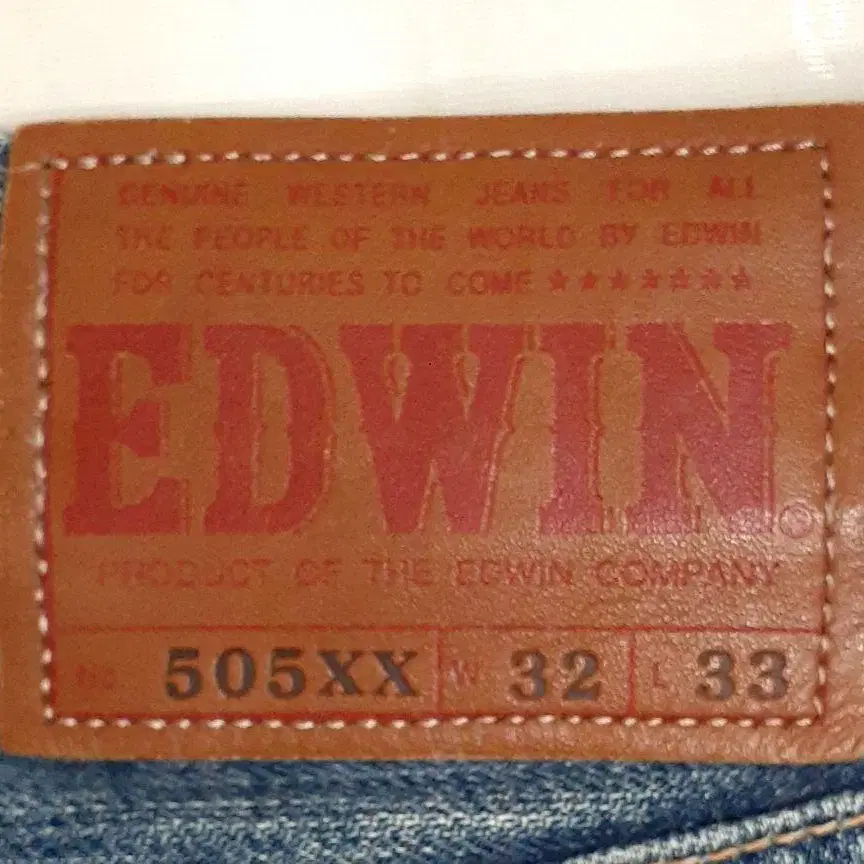 GENUINE WESTERN JEANS FOR ALL
THE PEOPLE OF THE WORLD BY EDWIN
FOR CENTURIES TO COME ★★★★★★★
EDWIN®
PRODUCT OF THE EDWIN COMPANY
No. 505XX W 32 L 33